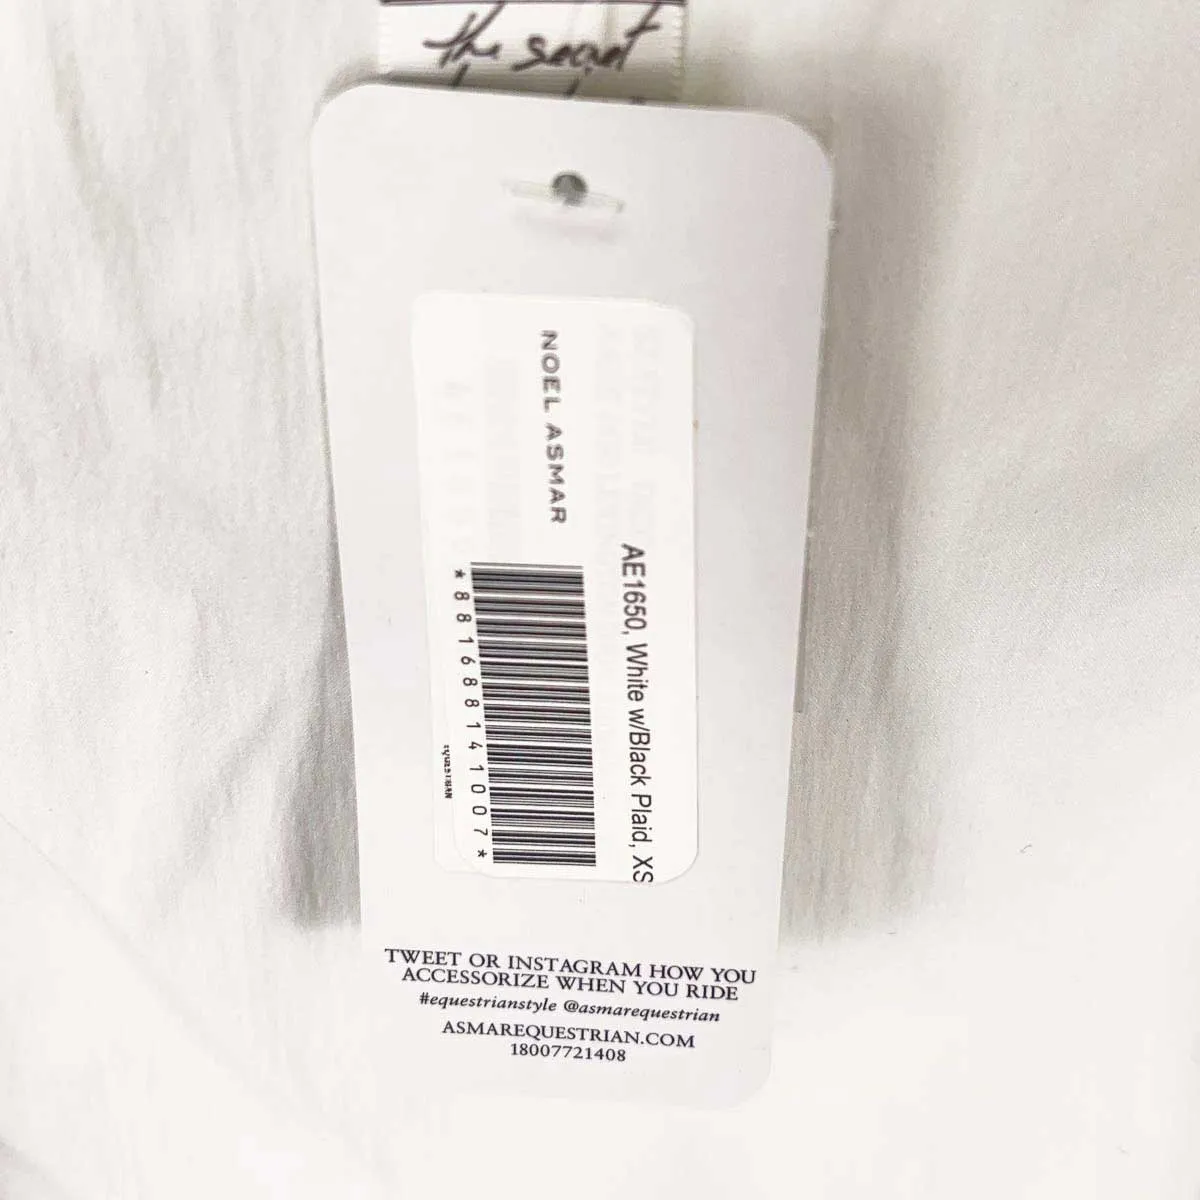 the secret
NOEL ASMAR
AE1650, White w/Black Plaid, XS
*881688141007*
EQUESTRIAN
TWEET OR INSTAGRAM HOW YOU
ACCESSORIZE WHEN YOU RIDE
#equestrianstyle @asmarequestrian
ASMAREQUESTRIAN.COM
18007721408